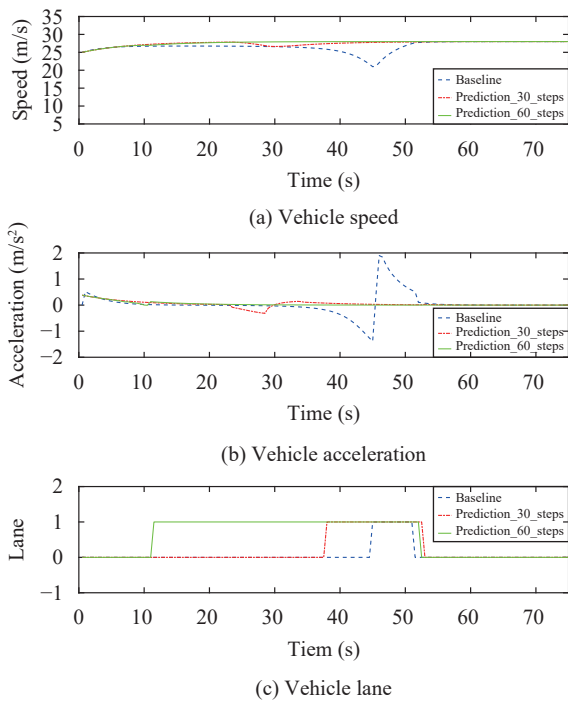 35
30
25
20
15
10
5
Speed (m/s)
Baseline
Prediction_30_steps
Prediction_60_steps
0 10 20 30 40 50 60 70
Time (s)
(a) Vehicle speed
2
1
0
−1
−2
Acceleration (m/s²)
Baseline
Prediction_30_steps
Prediction_60_steps
0 10 20 30 40 50 60 70
Time (s)
(b) Vehicle acceleration
2
1
0
−1
Lane
Baseline
Prediction_30_steps
Prediction_60_steps
0 10 20 30 40 50 60 70
Tiem (s)
(c) Vehicle lane